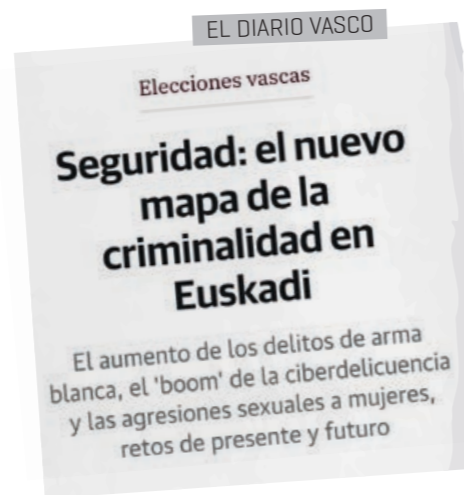 EL DIARIO VASCO
Elecciones vascas
Seguridad: el nuevo
mapa de la
criminalidad en
Euskadi
El aumento de los delitos de arma
blanca, el 'boom' de la ciberdelicuencia
y las agresiones sexuales a mujeres,
retos de presente y futuro